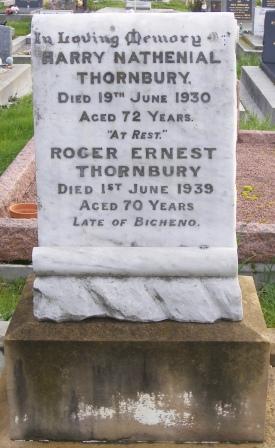 In Loving Memory of
HARRY NATHENIAL
THORNBURY.
DIED 19TH JUNE 1930
AGED 72 YEARS.
"AT REST."
ROGER ERNEST
THORNBURY
DIED 1ST JUNE 1939
AGED 70 YEARS
LATE OF BICHENO.